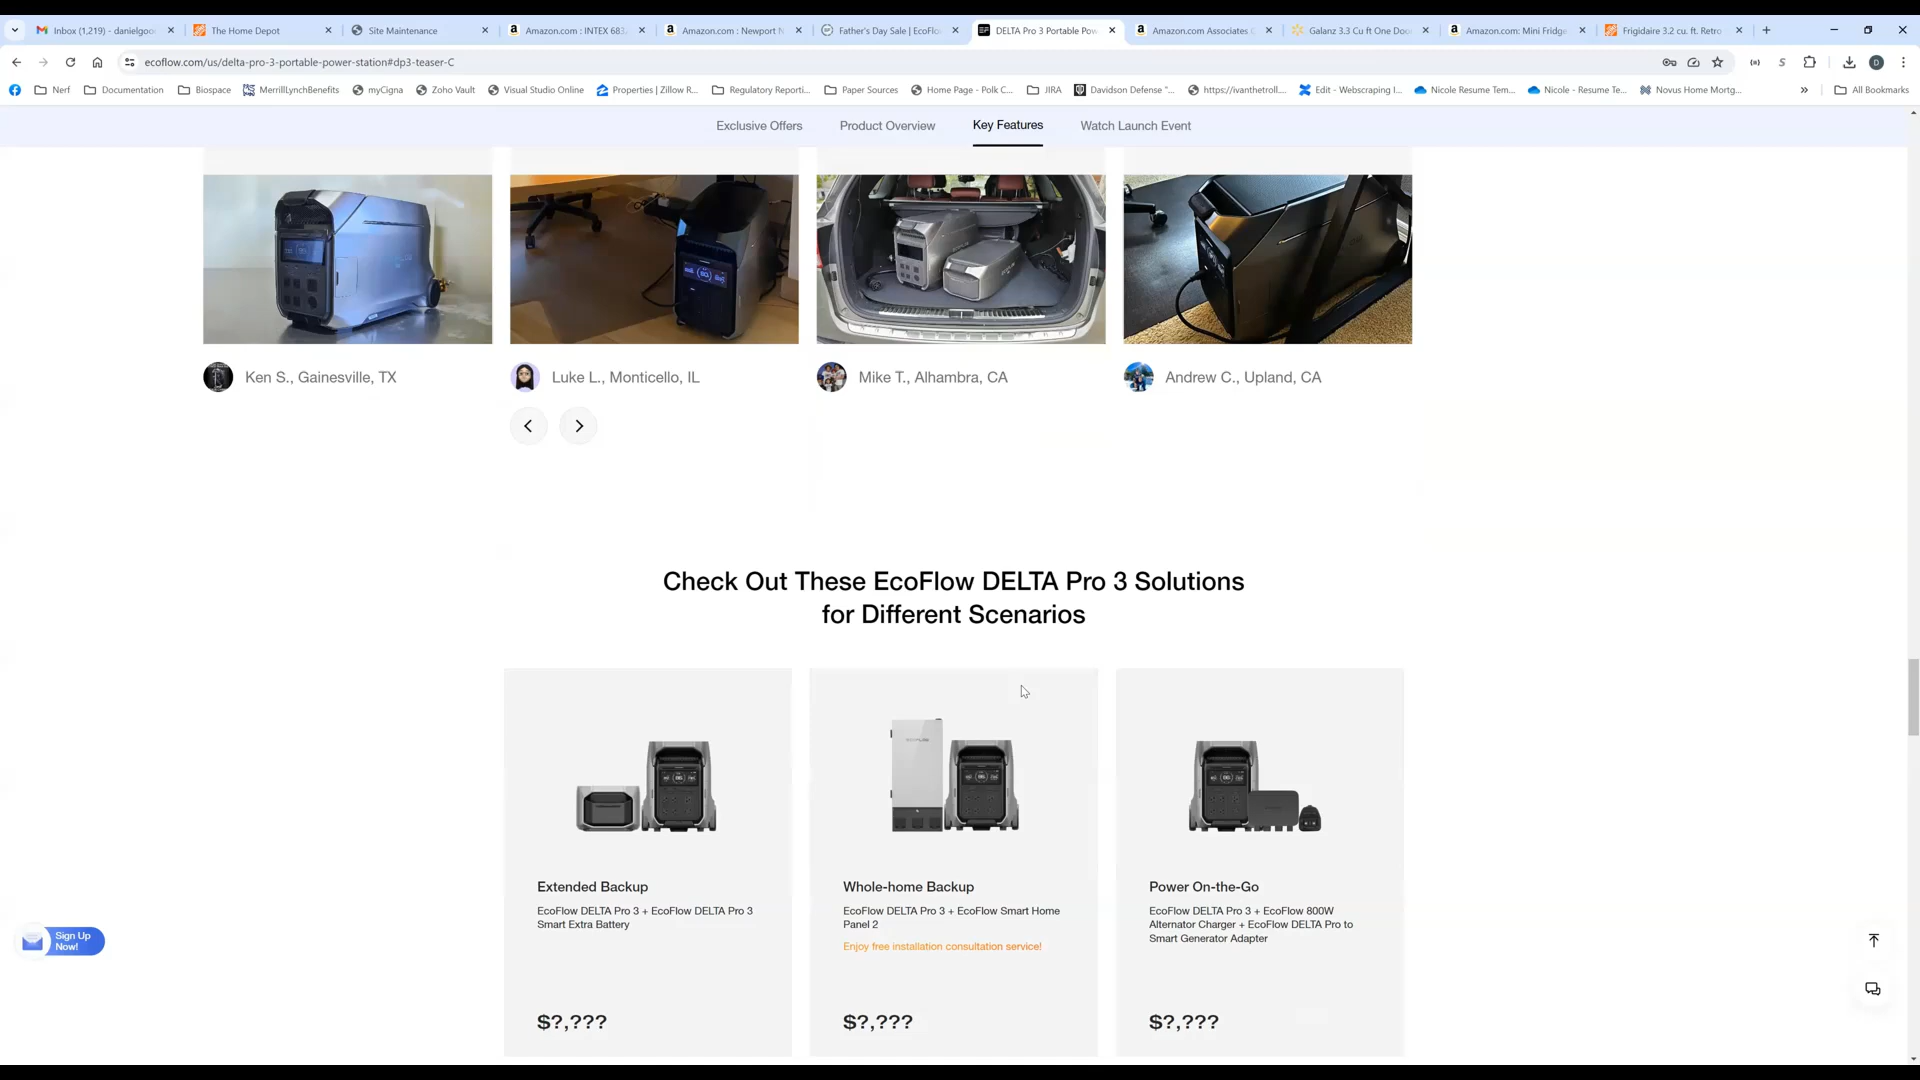 Inbox (1,219) - danielgoo
The Home Depot
Site Maintenance
Amazon.com : INTEX 683
Amazon.com : Newport N
Father's Day Sale | EcoFlo
DELTA Pro 3 Portable Pow
Amazon.com Associates C
Galanz 3.3 Cu ft One Dou
Amazon.com: Mini Fridge
Frigidaire 3.2 cu. ft. Retro
ecoflow.com/us/delta-pro-3-portable-power-station#dp3-teaser-C
Nerf
Documentation
Biospace
MerrillLynchBenefits
myCigna
Zoho Vault
Visual Studio Online
Properties | Zillow R...
Regulatory Reporti...
Paper Sources
Home Page - Polk C...
JIRA
Davidson Defense "...
https://ivanthetroll....
Edit - Webscraping I...
Nicole Resume Tem...
Nicole - Resume Te...
Novus Home Mortg...
All Bookmarks
Exclusive Offers
Product Overview
Key Features
Watch Launch Event
Ken S., Gainesville, TX
Luke L., Monticello, IL
Mike T., Alhambra, CA
Andrew C., Upland, CA
Check Out These EcoFlow DELTA Pro 3 Solutions
for Different Scenarios
Extended Backup
EcoFlow DELTA Pro 3 + EcoFlow DELTA Pro 3
Smart Extra Battery
$?,???
Whole-home Backup
EcoFlow DELTA Pro 3 + EcoFlow Smart Home
Panel 2
Enjoy free installation consultation service!
$?,???
Power On-the-Go
EcoFlow DELTA Pro 3 + EcoFlow 800W
Alternator Charger + EcoFlow DELTA Pro to
Smart Generator Adapter
$?,???
Sign Up
Now!